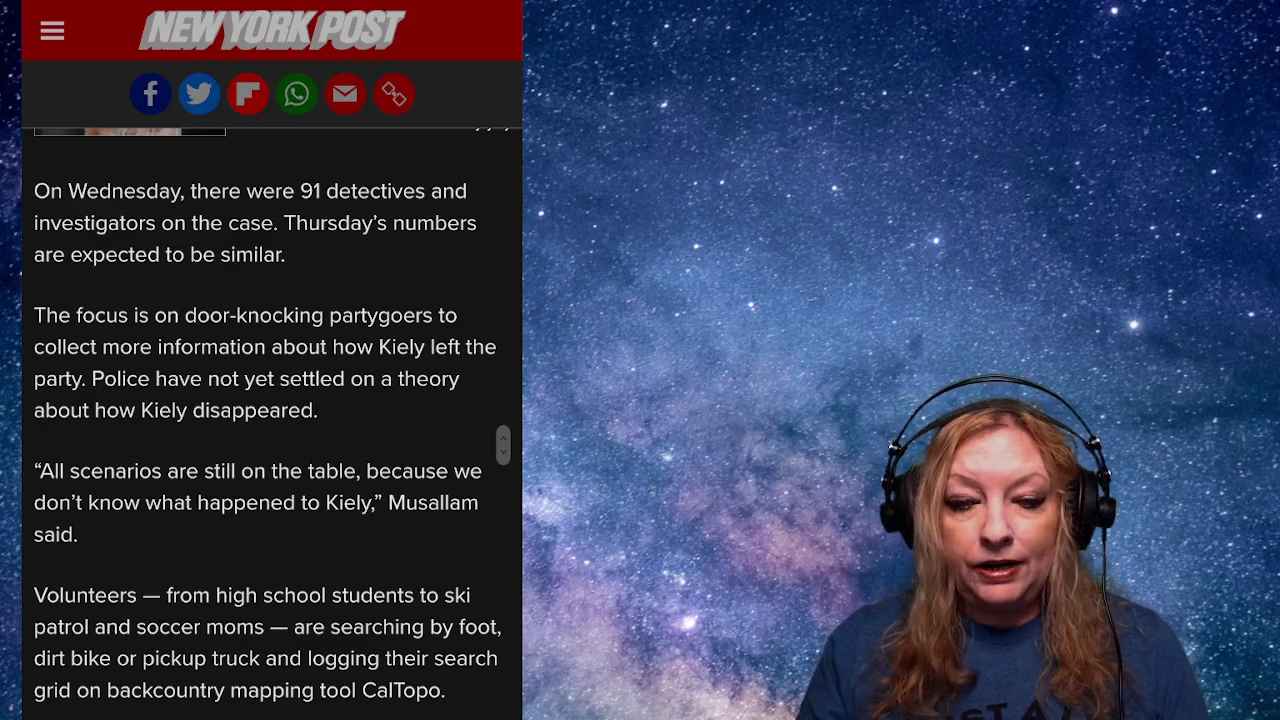 NEW YORK POST
On Wednesday, there were 91 detectives and
investigators on the case. Thursday’s numbers
are expected to be similar.
The focus is on door-knocking partygoers to
collect more information about how Kiely left the
party. Police have not yet settled on a theory
about how Kiely disappeared.
“All scenarios are still on the table, because we
don’t know what happened to Kiely,” Musallam
said.
Volunteers — from high school students to ski
patrol and soccer moms — are searching by foot,
dirt bike or pickup truck and logging their search
grid on backcountry mapping tool CalTopo.